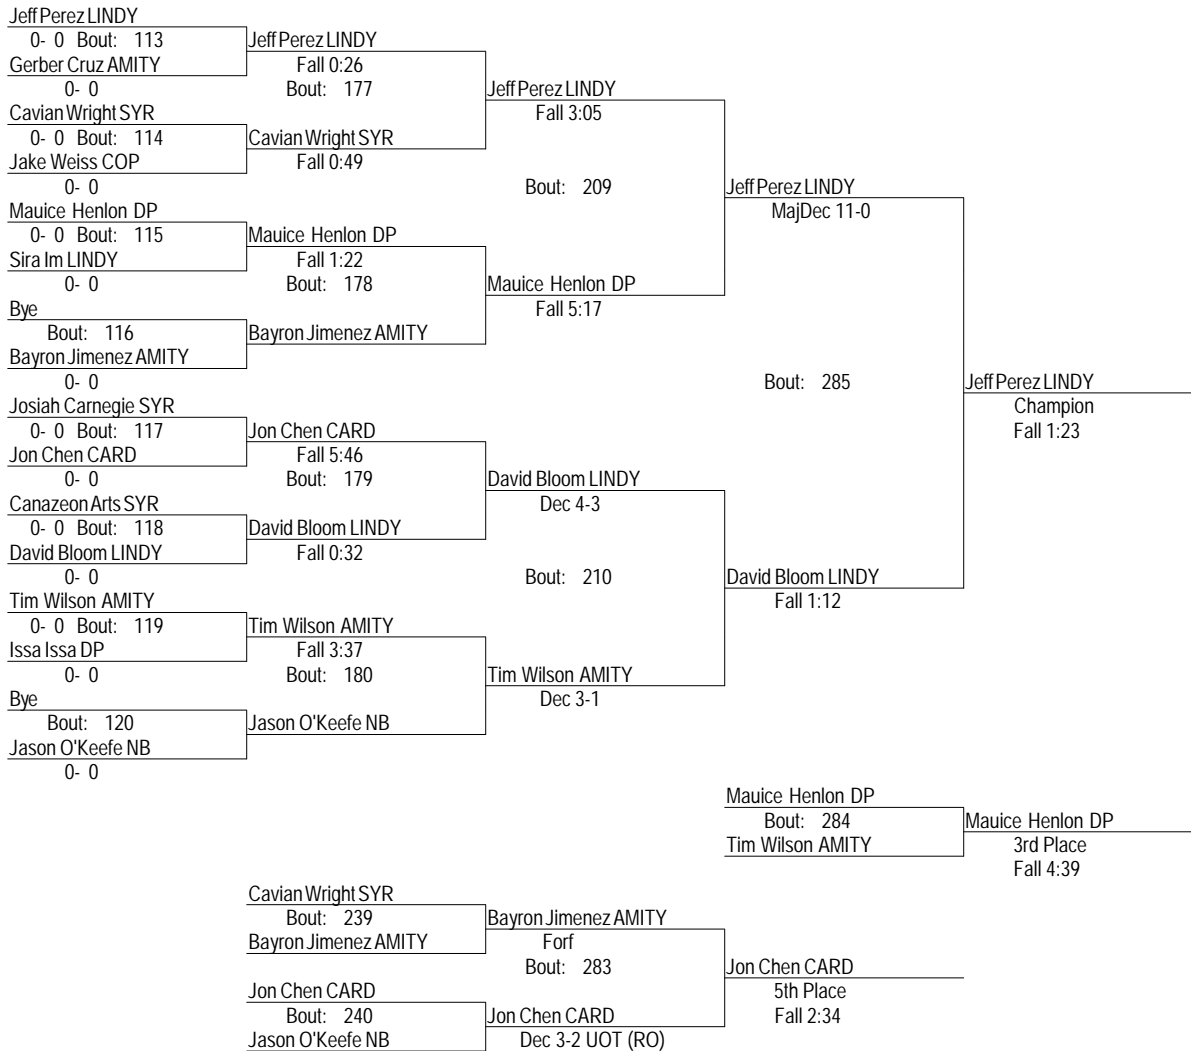 Jeff Perez LINDY
0- 0 Bout: 113
Jeff Perez LINDY
Gerber Cruz AMITY
Fall 0:26
0- 0
Bout: 177
Jeff Perez LINDY
Cavian Wright SYR
Fall 3:05
0- 0 Bout: 114
Cavian Wright SYR
Jake Weiss COP
Fall 0:49
0- 0
Bout: 209
Jeff Perez LINDY
Mauice Henlon DP
MajDec 11-0
0- 0 Bout: 115
Mauice Henlon DP
Sira Im LINDY
Fall 1:22
0- 0
Bout: 178
Mauice Henlon DP
Bye
Fall 5:17
Bout: 116
Bayron Jimenez AMITY
Bayron Jimenez AMITY
0- 0
Bout: 285
Jeff Perez LINDY
Josiah Carnegie SYR
Champion
0- 0 Bout: 117
Jon Chen CARD
Fall 1:23
Jon Chen CARD
Fall 5:46
0- 0
Bout: 179
David Bloom LINDY
Canazeon Arts SYR
Dec 4-3
0- 0 Bout: 118
David Bloom LINDY
David Bloom LINDY
Fall 0:32
0- 0
Bout: 210
David Bloom LINDY
Tim Wilson AMITY
Fall 1:12
0- 0 Bout: 119
Tim Wilson AMITY
Issa Issa DP
Fall 3:37
0- 0
Bout: 180
Tim Wilson AMITY
Bye
Dec 3-1
Bout: 120
Jason O'Keefe NB
Jason O'Keefe NB
0- 0
Mauice Henlon DP
Bout: 284
Mauice Henlon DP
Tim Wilson AMITY
3rd Place
Fall 4:39
Cavian Wright SYR
Bout: 239
Bayron Jimenez AMITY
Bayron Jimenez AMITY
Forf
Bout: 283
Jon Chen CARD
Jon Chen CARD
5th Place
Bout: 240
Jon Chen CARD
Fall 2:34
Jason O'Keefe NB
Dec 3-2 UOT (RO)